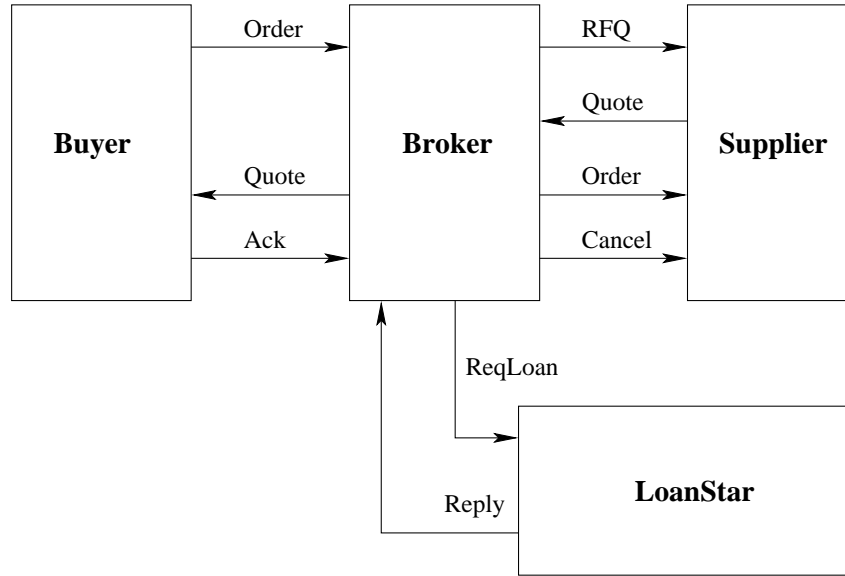 Order
RFQ
Quote
Buyer
Broker
Supplier
Quote
Order
Ack
Cancel
ReqLoan
LoanStar
Reply